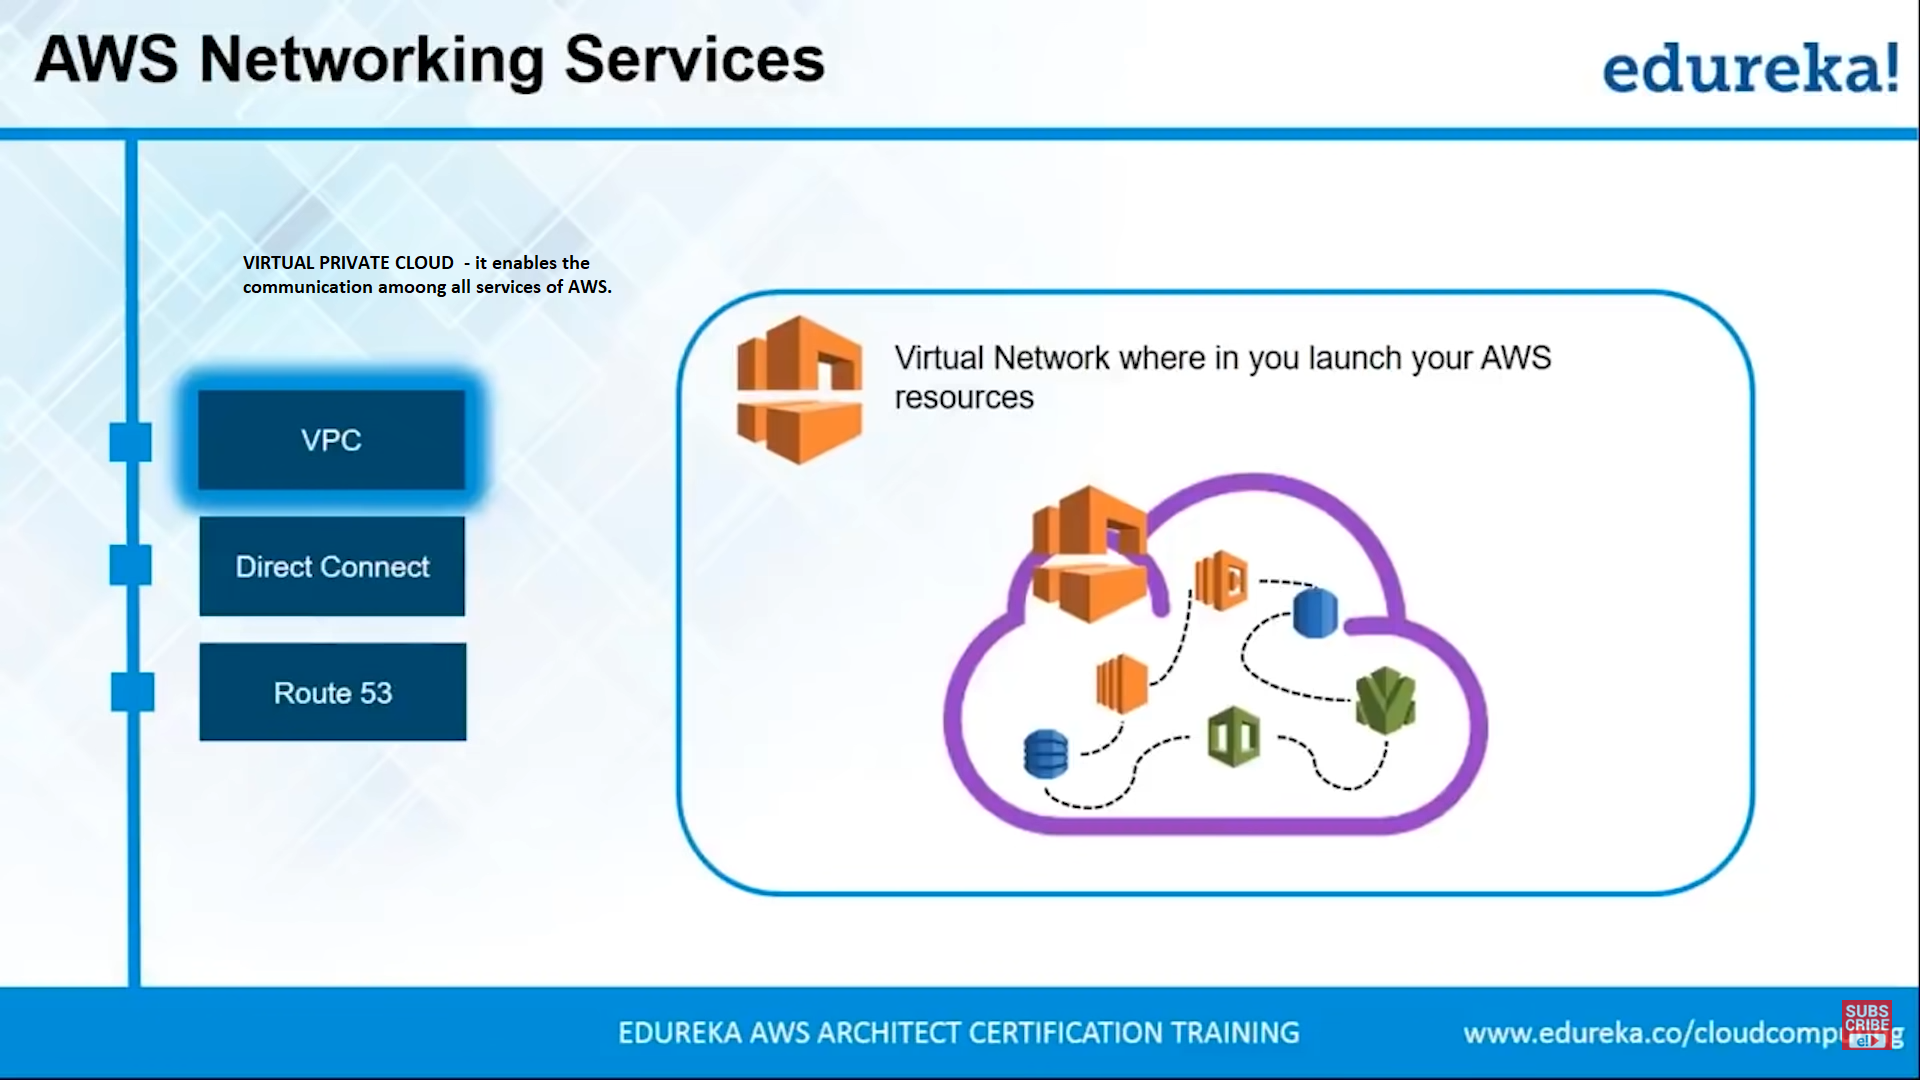 AWS Networking Services
edureka!
VIRTUAL PRIVATE CLOUD - it enables the
communication amoong all services of AWS.
Virtual Network where in you launch your AWS
resources
VPC
Direct Connect
Route 53
EDUREKA AWS ARCHITECT CERTIFICATION TRAINING
www.edureka.co/cloudcomp
SUBS
CRIBE
e!